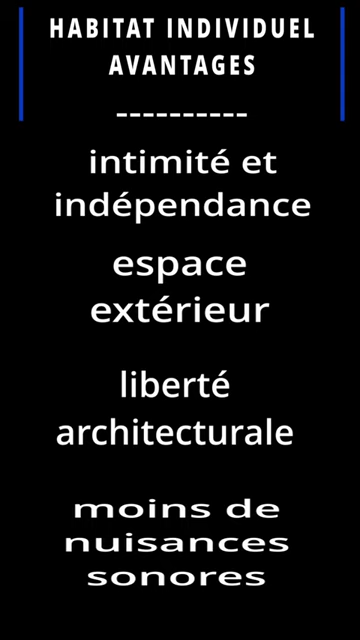 HABITAT INDIVIDUEL
AVANTAGES
----------
intimité et
indépendance
espace
extérieur
liberté
architecturale
moins de
nuisances
sonores